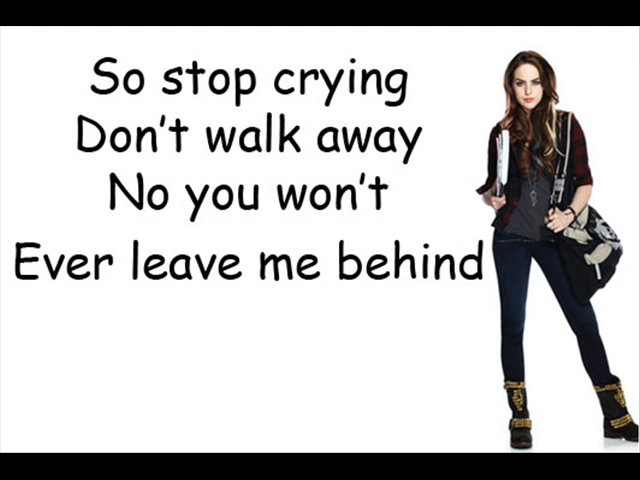 So stop crying
Don't walk away
No you won't
Ever leave me behind